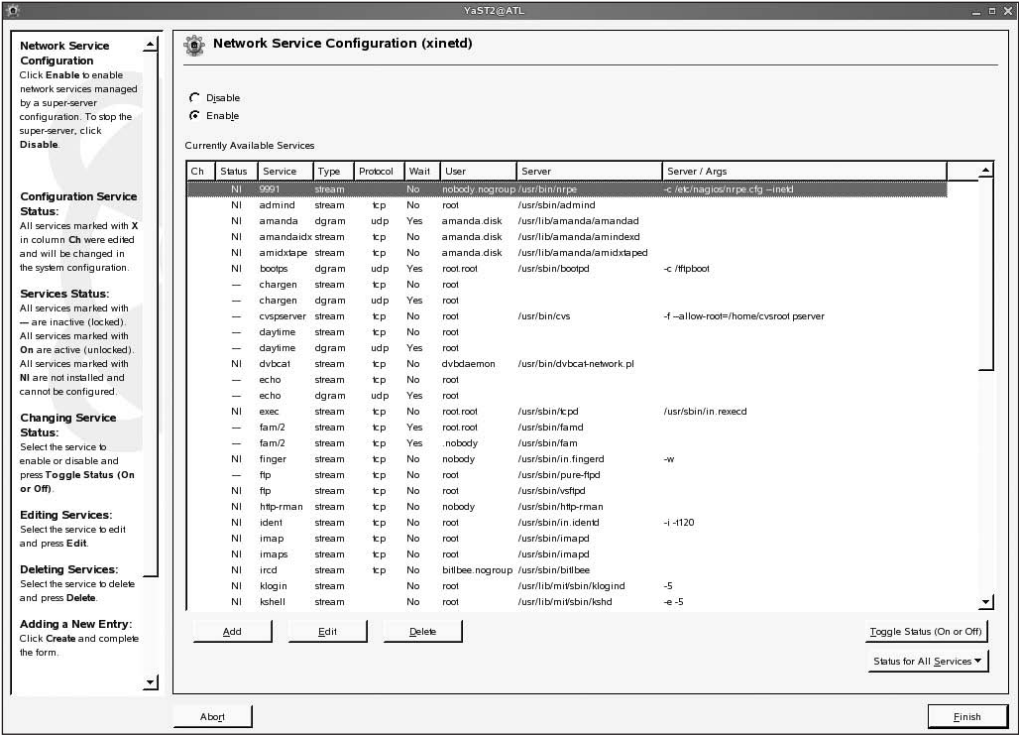 YaST2@ATL
Network Service
Configuration
Click Enable to enable
network services managed
by a super-server
configuration. To stop the
super-server, click
Disable.
Configuration Service
Status:
All services marked with X
in column Ch were edited
and will be changed in
the system configuration.
Services Status:
All services marked with
— are inactive (locked).
All services marked with
On are active (unlocked).
All services marked with
NI are not installed and
cannot be configured.
Changing Service
Status:
Select the service to
enable or disable and
press Toggle Status (On
or Off).
Editing Services:
Select the service to edit
and press Edit.
Deleting Services:
Select the service to delete
and press Delete.
Adding a New Entry:
Click Create and complete
the form.
Network Service Configuration (xinetd)
Disable
Enable
Currently Available Services
Ch Status Service Type Protocol Wait User Server Server / Args
NI 9991 stream No nobody.nogroup /usr/bin/nrpe -c /etc/nagios/nrpe.cfg --inetd
NI admind stream tcp No root /usr/sbin/admind
NI amanda dgram udp Yes amanda.disk /usr/lib/amanda/amandad
NI amandaidx stream tcp No amanda.disk /usr/lib/amanda/amindexd
NI amidxtape stream tcp No amanda.disk /usr/lib/amanda/amidxtaped
NI bootps dgram udp Yes root.root /usr/sbin/bootpd -c /tftpboot
— chargen stream tcp No root
— chargen dgram udp Yes root
— cvspserver stream tcp No root /usr/bin/cvs -f --allow-root=/home/cvsroot pserver
— daytime stream tcp No root
— daytime dgram udp Yes root
NI dvbcat stream tcp No dvbdaemon /usr/bin/dvbcat-network.pl
— echo stream tcp No root
— echo dgram udp Yes root
NI exec stream tcp No root.root /usr/sbin/tcpd /usr/sbin/in.rexecd
— fam/2 stream tcp Yes root.root /usr/sbin/famd
— fam/2 stream tcp Yes .nobody /usr/sbin/fam
NI finger stream tcp No nobody /usr/sbin/in.fingerd -w
— ftp stream tcp No root /usr/sbin/pure-ftpd
NI ftp stream tcp No root /usr/sbin/vsftpd
NI http-rman stream tcp No nobody /usr/sbin/http-rman
NI ident stream tcp No root /usr/sbin/in.identd -i -t120
NI imap stream tcp No root /usr/sbin/imapd
NI imaps stream tcp No root /usr/sbin/imapd
NI ircd stream tcp No bitlbee.nogroup /usr/sbin/bitlbee
NI klogin stream No root /usr/lib/mit/sbin/klogind -5
NI kshell stream No root /usr/lib/mit/sbin/kshd -e -5
Add Edit Delete Toggle Status (On or Off)
Status for All Services
Abort Finish